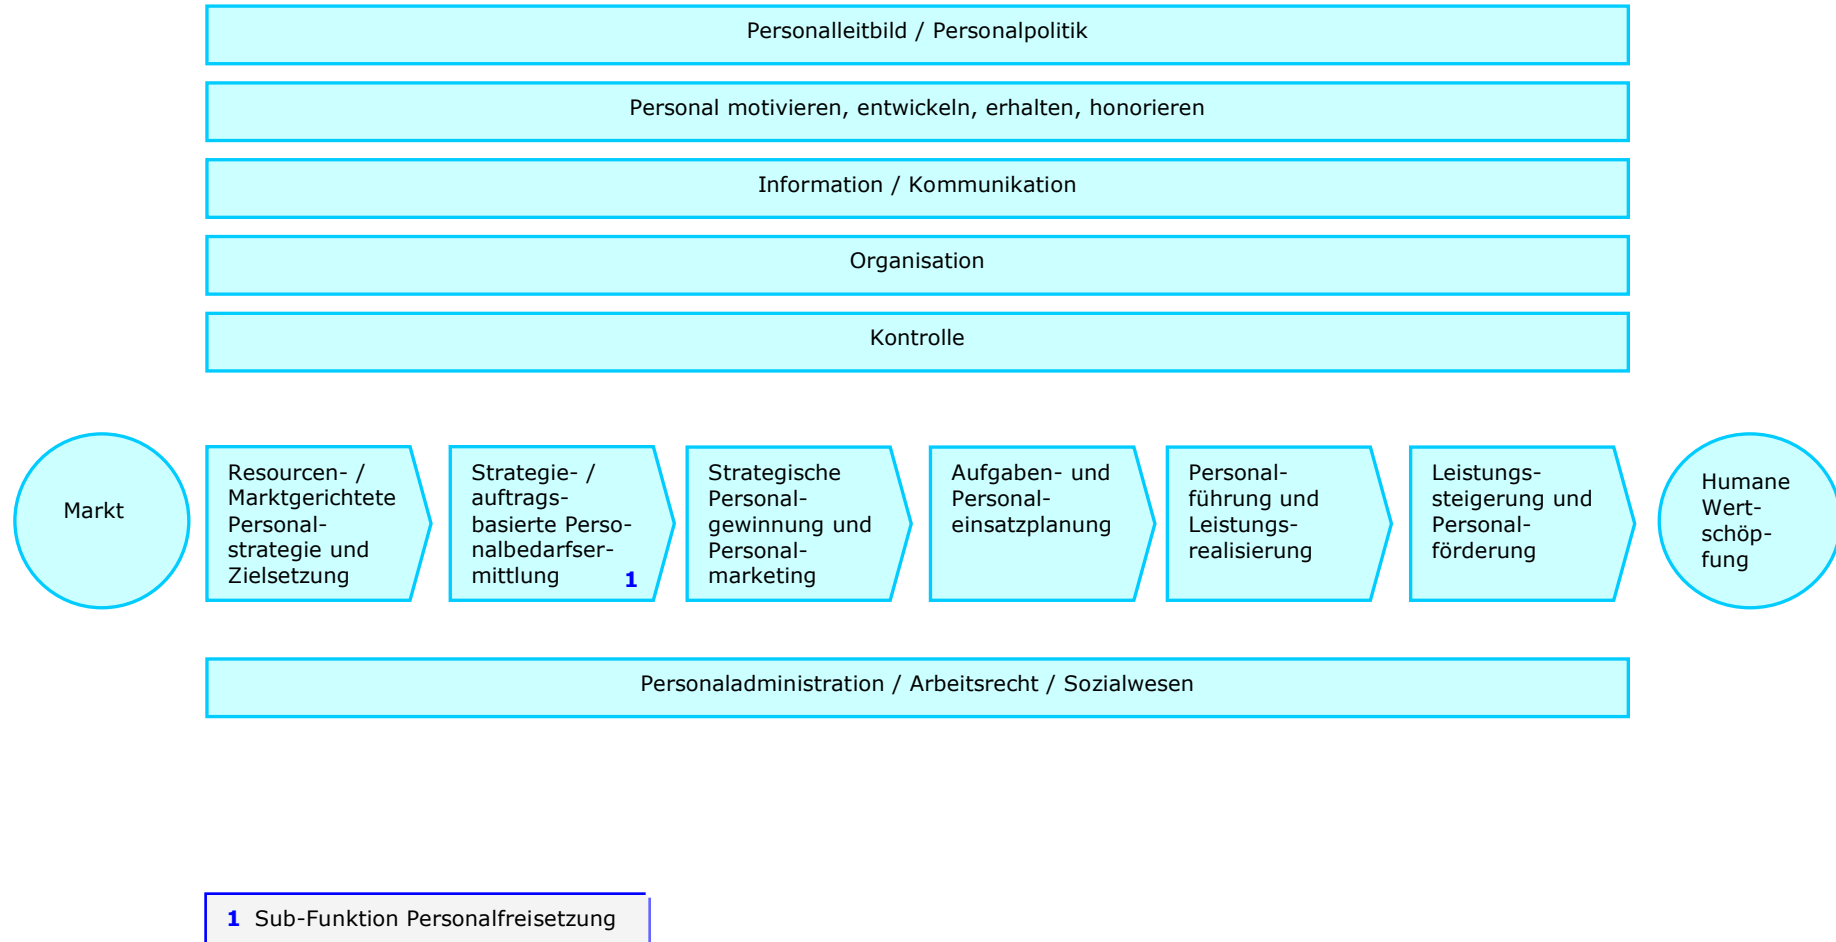 Personalleitbild / Personalpolitik
Personal motivieren, entwickeln, erhalten, honorieren
Information / Kommunikation
Organisation
Kontrolle
Markt
Resourcen- /
Marktgerichtete
Personal-
strategie und
Zielsetzung
Strategie- /
auftrags-
basierte Perso-
nalbedarfser-
mittlung 1
Strategische
Personal-
gewinnung und
Personal-
marketing
Aufgaben- und
Personal-
einsatzplanung
Personal-
führung und
Leistungs-
realisierung
Leistungs-
steigerung und
Personal-
förderung
Humane
Wert-
schöp-
fung
Personaladministration / Arbeitsrecht / Sozialwesen
1 Sub-Funktion Personalfreisetzung